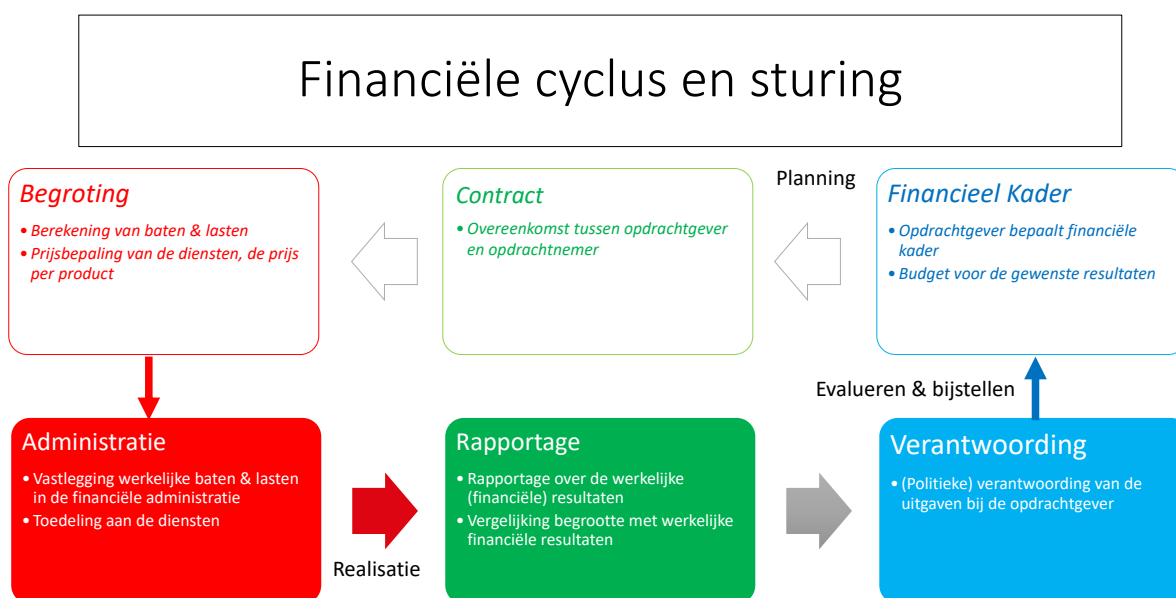 Financiële cyclus en sturing
Begroting
• Berekening van baten & lasten
• Prijsbepaling van de diensten, de prijs
per product
Contract
• Overeenkomst tussen opdrachtgever
en opdrachtnemer
Planning
Financieel Kader
• Opdrachtgever bepaalt financiële
kader
• Budget voor de gewenste resultaten
Evalueren & bijstellen
Administratie
• Vastlegging werkelijke baten & lasten
in de financiële administratie
• Toedeling aan de diensten
Realisatie
Rapportage
• Rapportage over de werkelijke
(financiële) resultaten
• Vergelijking begrootte met werkelijke
financiële resultaten
Verantwoording
• (Politieke) verantwoording van de
uitgaven bij de opdrachtgever